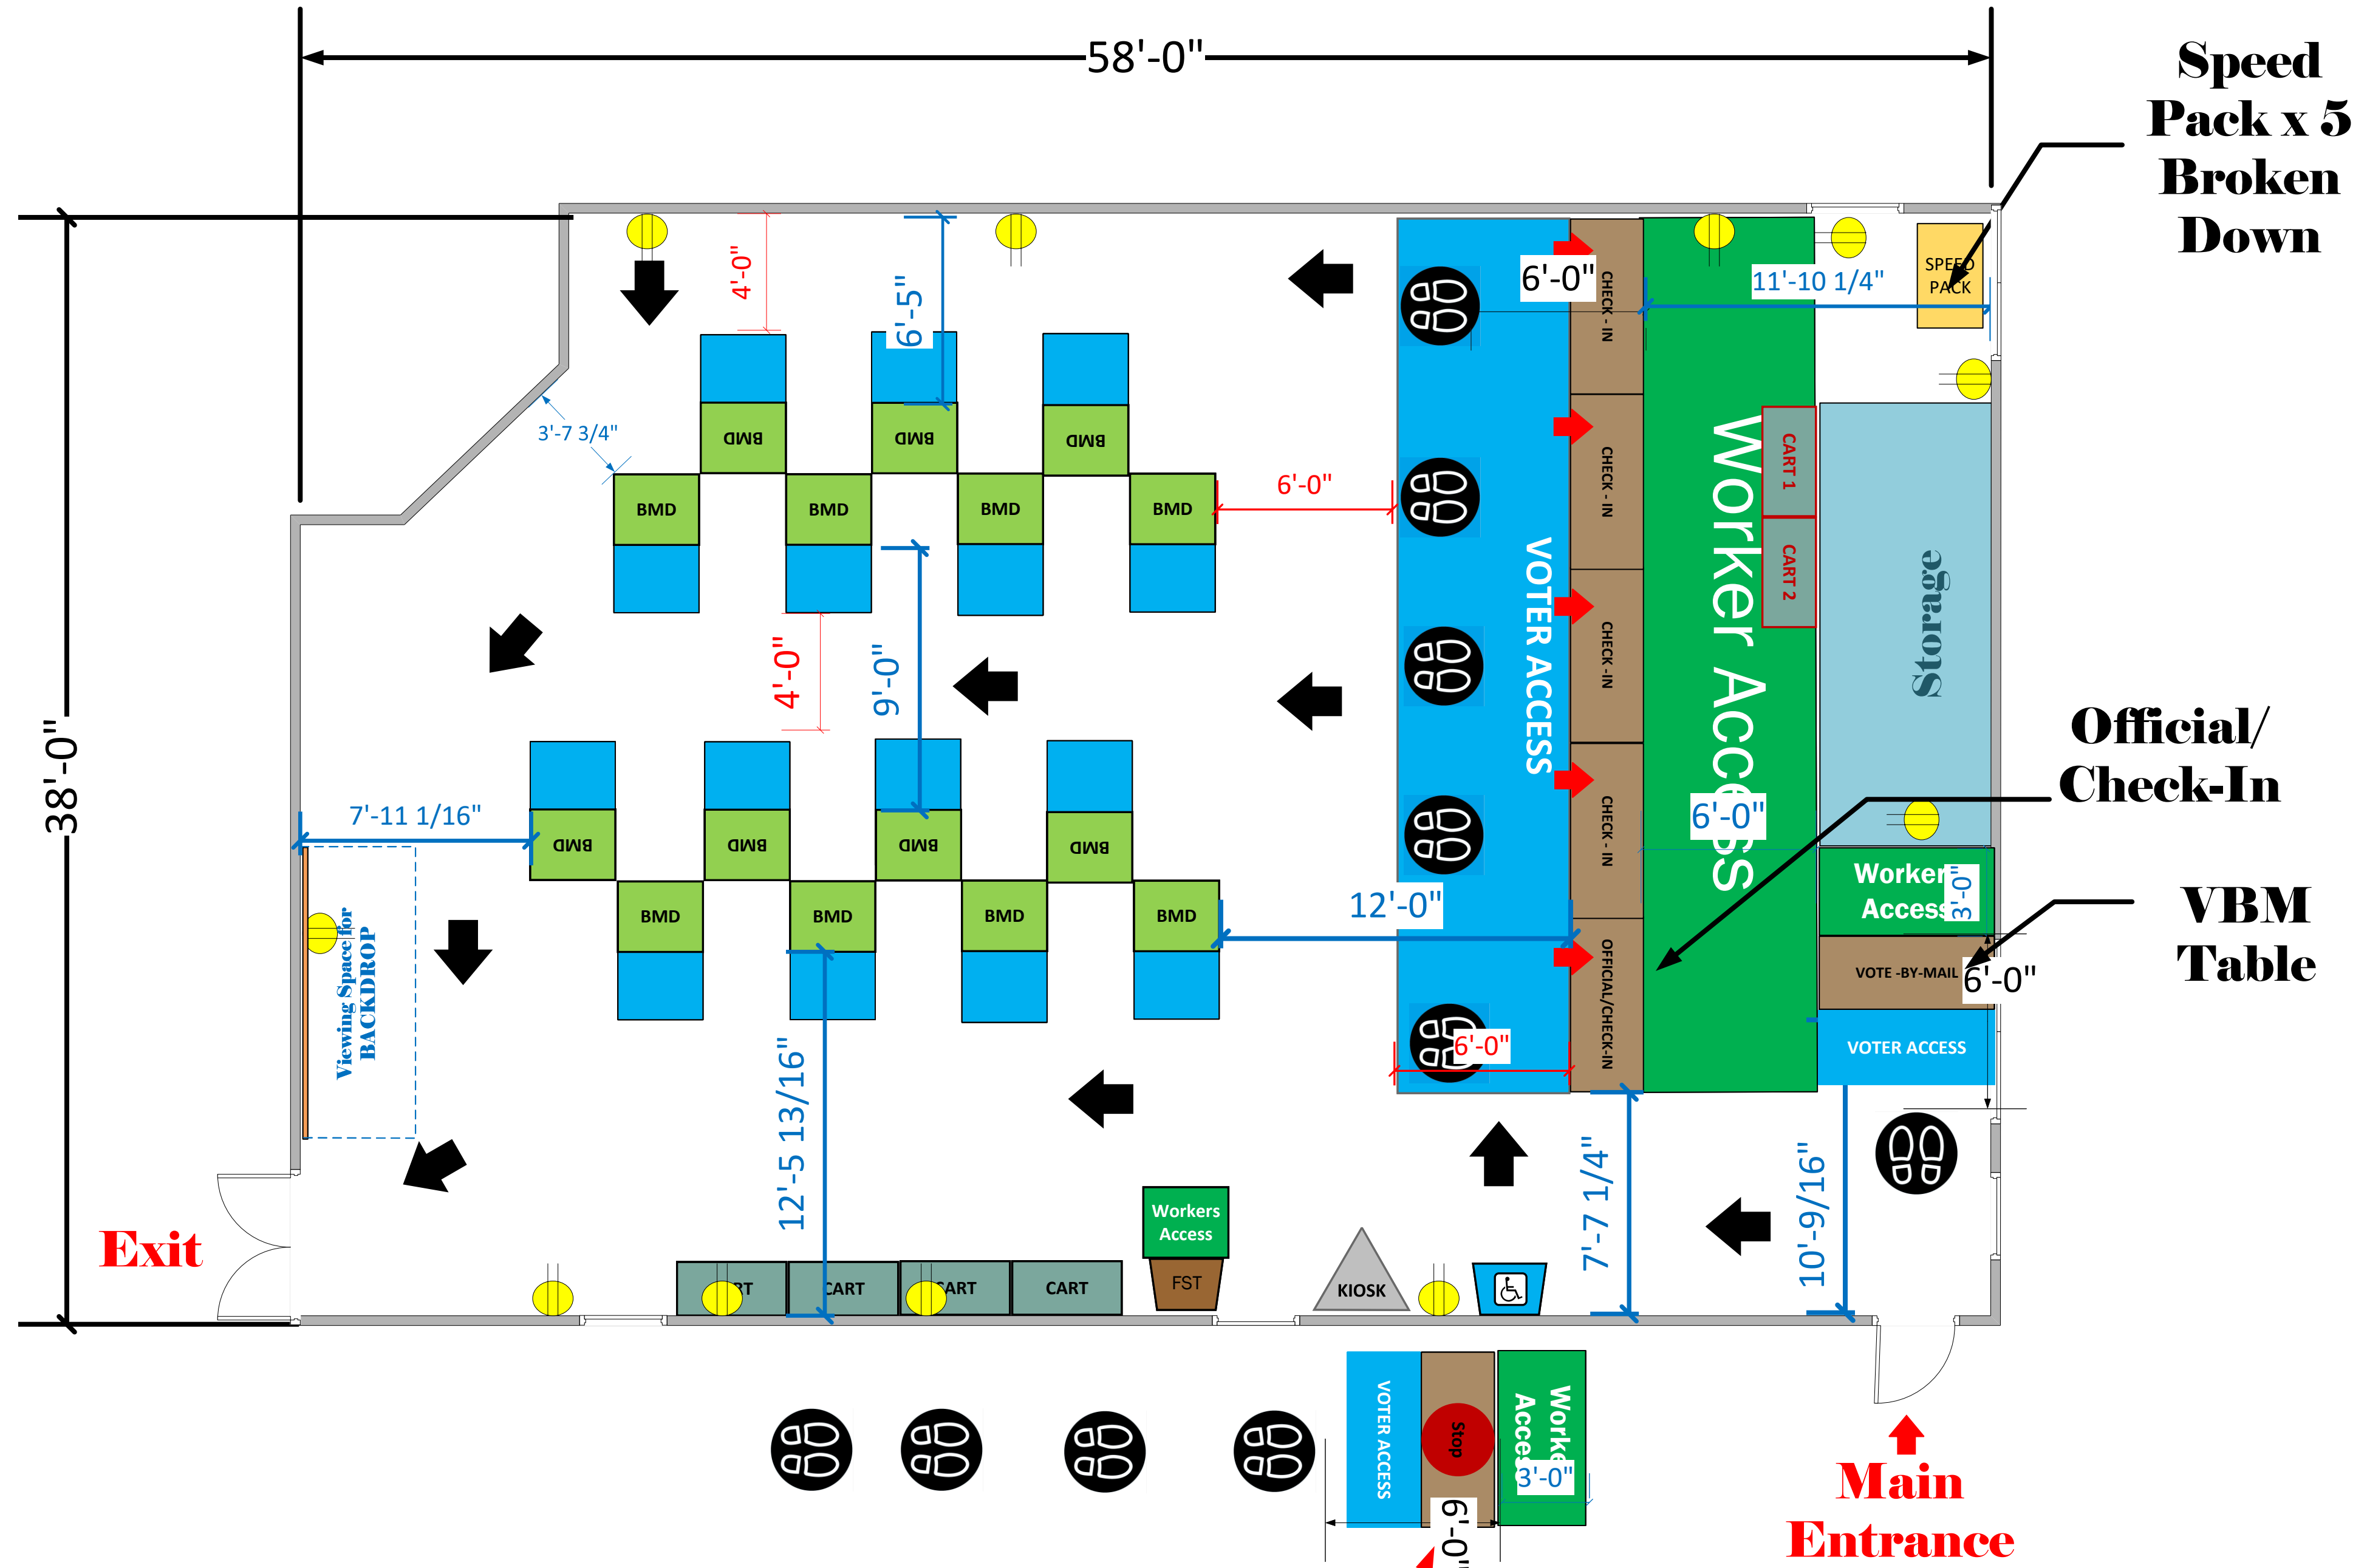 58'-0"
Speed
Pack x 5
Broken
Down
38'-0"
4'-0"
6'-5"
6'-0"
11'-10 1/4"
SPEED
PACK
3'-7 3/4"
BMD
BMD
BMD
BMD
BMD
BMD
BMD
6'-0"
CHECK - IN
CHECK - IN
CHECK -IN
CHECK - IN
OFFICIAL/CHECK-IN
VOTER ACCESS
Worker Access
CART 1
CART 2
Storage
4'-0"
9'-0"
7'-11 1/16"
BMD
BMD
BMD
BMD
BMD
BMD
BMD
BMD
12'-0"
6'-0"
6'-0"
Official/
Check-In
Worker
Access
3'-0"
VOTE -BY-MAIL
6'-0"
VBM
Table
VOTER ACCESS
Viewing Space for
BACKDROP
12'-5 13/16"
7'-7 1/4"
10'-9/16"
Exit
Workers
Access
FST
CART
CART
CART
KIOSK
VOTER ACCESS
Stop
Worke
Access
3'-0"
6'-0"
Main
Entrance